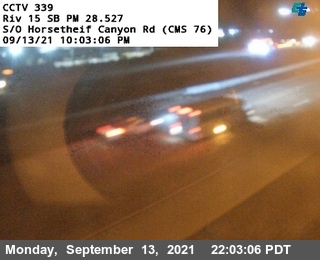 CCTV 339
Riv 15 SB PM 28.527
S/O Horsetheif Canyon Rd (CMS 76)
09/13/21 10:03:06 PM
Monday, September 13, 2021 22:03:06 PDT